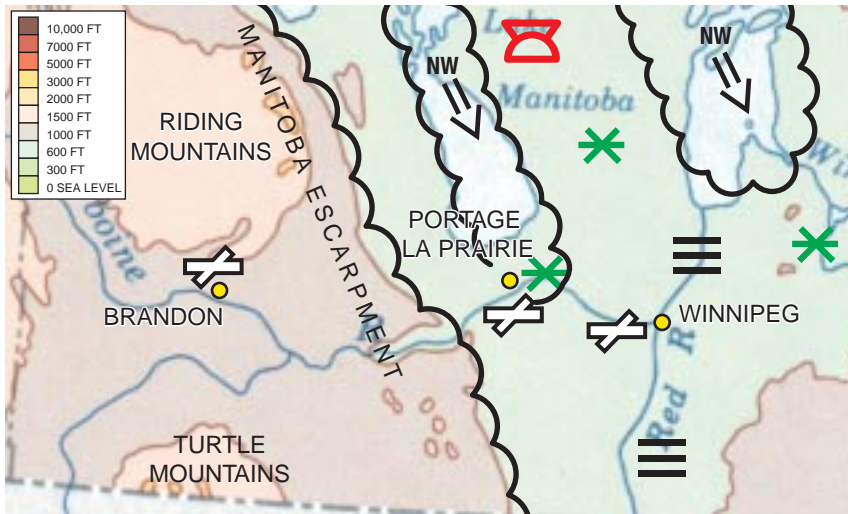 10,000 FT
7000 FT
5000 FT
3000 FT
2000 FT
1500 FT
1000 FT
600 FT
300 FT
0 SEA LEVEL
RIDING
MOUNTAINS
MANITOBA ESCARPMENT
NW
Manitoba
NW
PORTAGE
LA PRAIRIE
BRANDON
WINNIPEG
Red R
TURTLE
MOUNTAINS